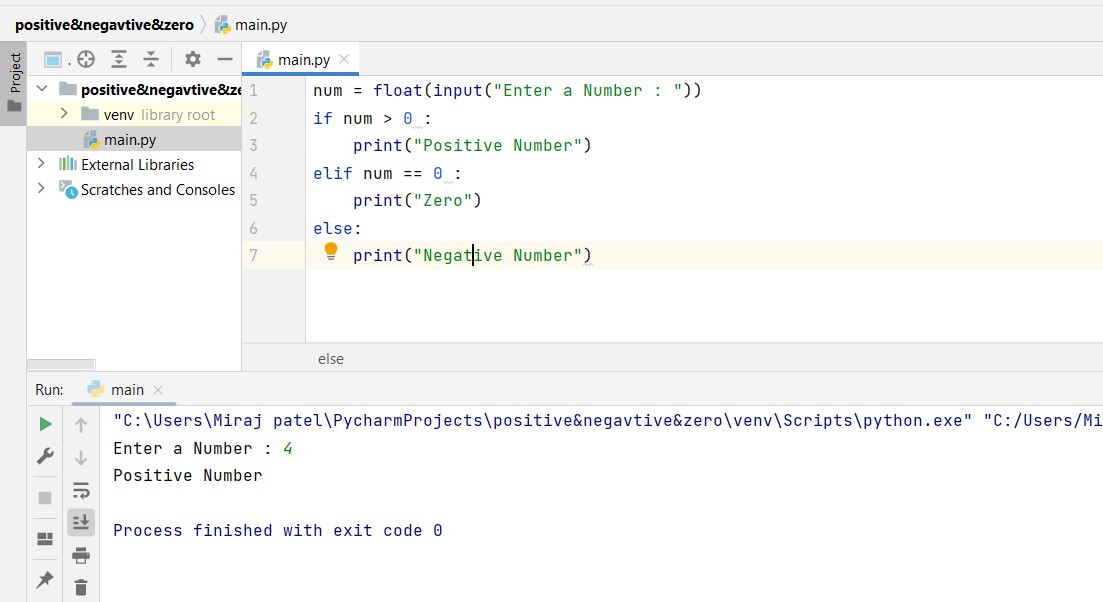 positive&negavtive&zero main.py
Project
main.py
positive&negavtive&ze
venv library root
main.py
External Libraries
Scratches and Consoles
1 num = float(input("Enter a Number : "))
2 if num > 0 :
3     print("Positive Number")
4 elif num == 0 :
5     print("Zero")
6 else:
7     print("Negative Number")
else
Run: main
"C:\Users\Miraj patel\PycharmProjects\positive&negavtive&zero\venv\Scripts\python.exe" "C:/Users/Mi
Enter a Number : 4
Positive Number
Process finished with exit code 0